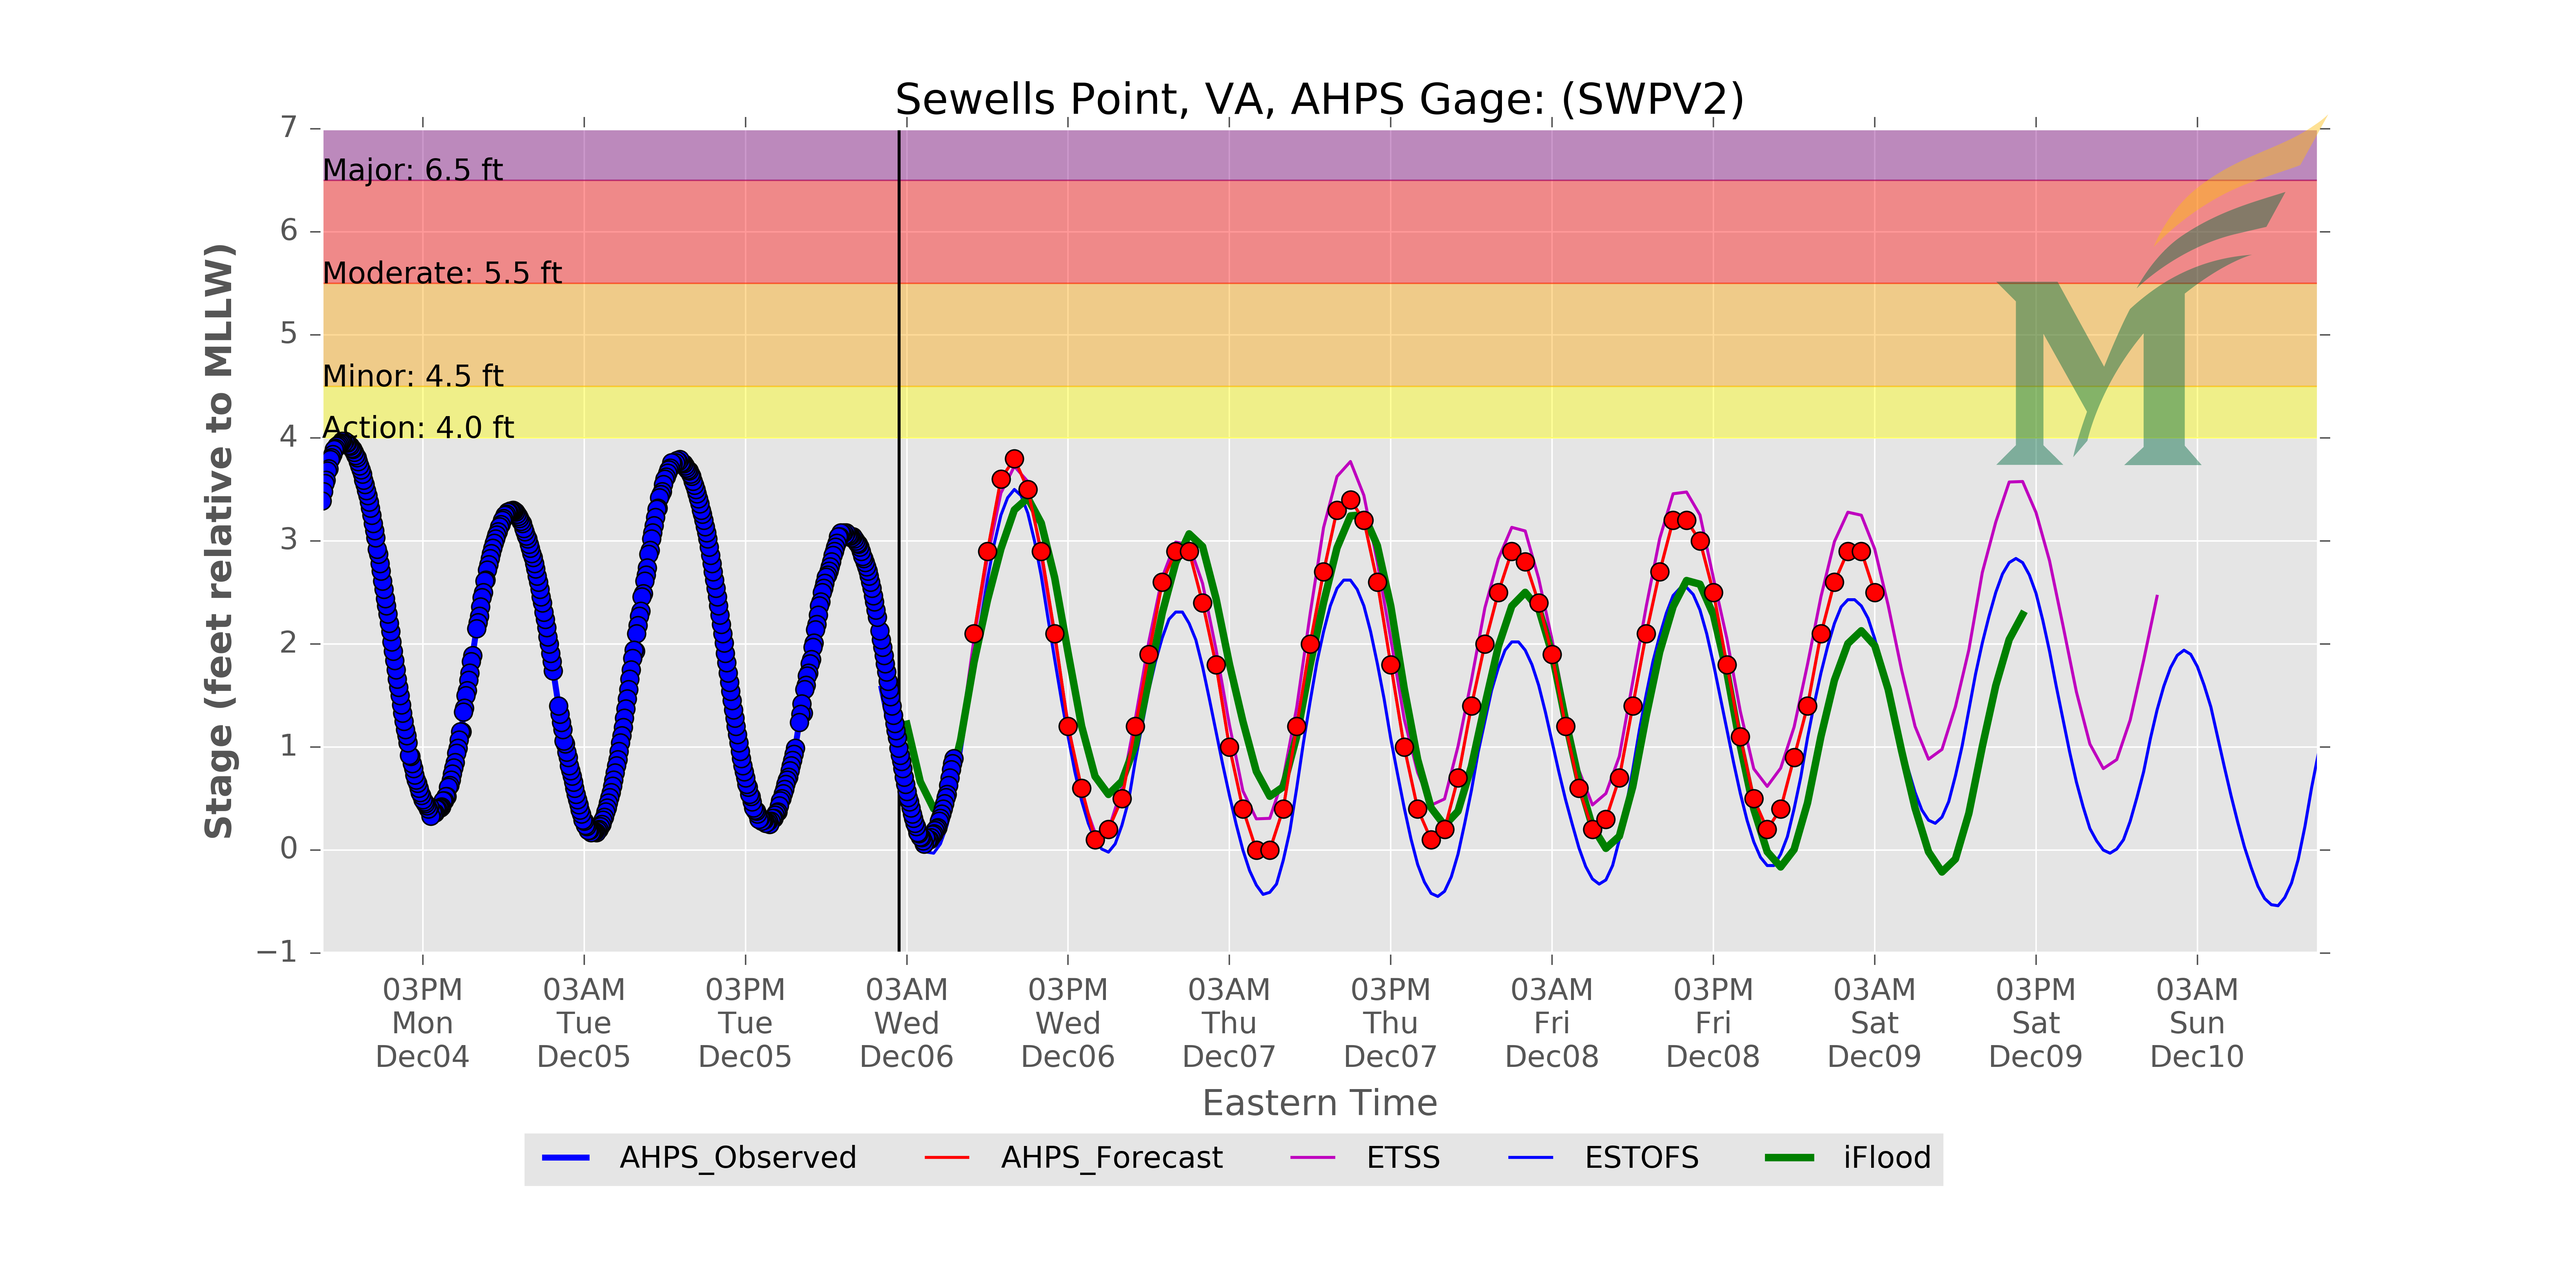 Sewells Point, VA, AHPS Gage: (SWPV2)
7
Major: 6.5 ft
6
Moderate: 5.5 ft
5
Minor: 4.5 ft
Action: 4.0 ft
4
3
2
1
0
−1
Stage (feet relative to MLLW)
M
03PM 03AM 03PM 03AM 03PM 03AM 03PM 03AM 03PM 03AM 03PM 03AM
Mon Tue Tue Wed Wed Thu Thu Fri Fri Sat Sat Sun
Dec04 Dec05 Dec05 Dec06 Dec06 Dec07 Dec07 Dec08 Dec08 Dec09 Dec09 Dec10
Eastern Time
AHPS_Observed AHPS_Forecast ETSS ESTOFS iFlood